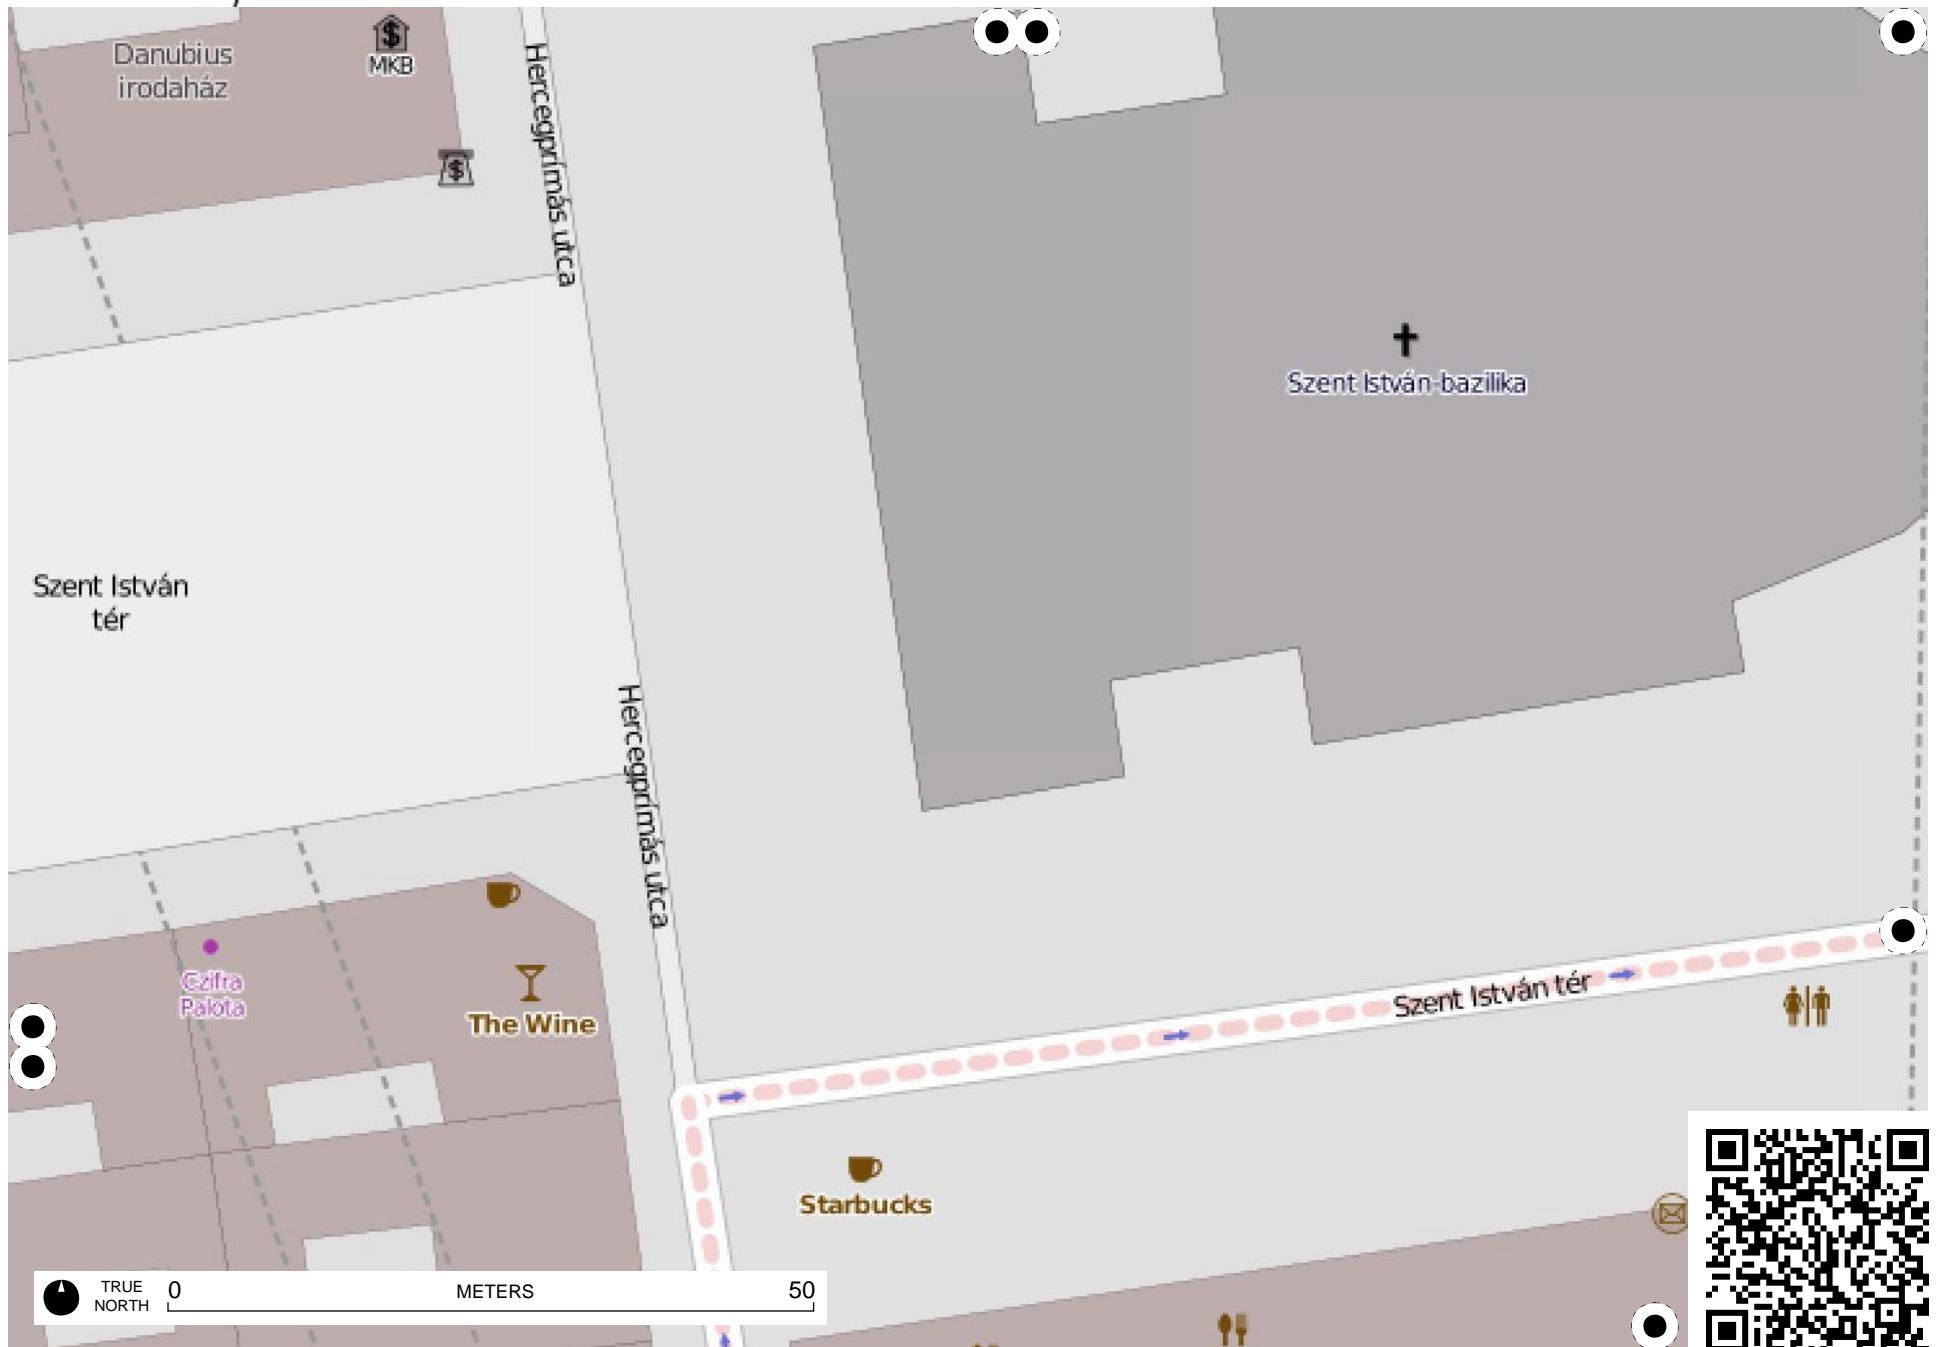 Danubius
irodaház
MKB
Hercegprímás utca
Szent István-bazilika
Szent István
tér
Hercegprímás utca
Czifra
Palota
The Wine
Szent István tér
Starbucks
TRUE
NORTH
0
METERS
50